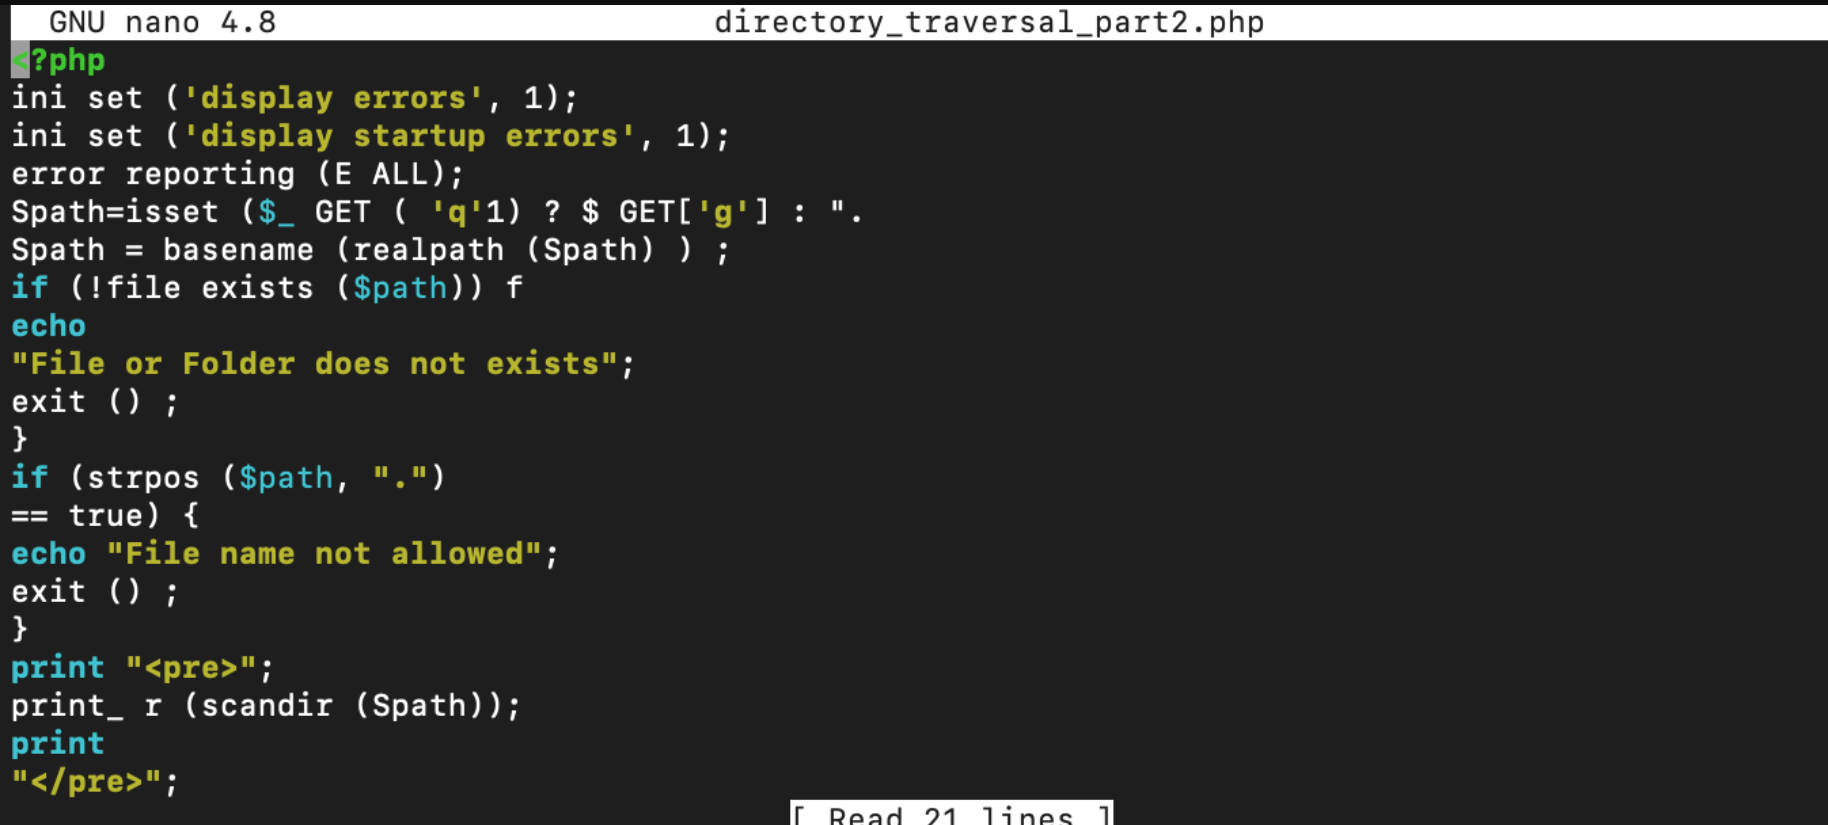 GNU nano 4.8 directory_traversal_part2.php
<?php
ini set ('display errors', 1);
ini set ('display startup errors', 1);
error reporting (E ALL);
Spath=isset ($_ GET ( 'q'1) ? $ GET['g'] : ".
Spath = basename (realpath (Spath) ) ;
if (!file exists ($path)) f
echo
"File or Folder does not exists";
exit () ;
}
if (strpos ($path, ".")
== true) {
echo "File name not allowed";
exit () ;
}
print "<pre>";
print_ r (scandir (Spath));
print
"</pre>";
[ Read 21 lines ]